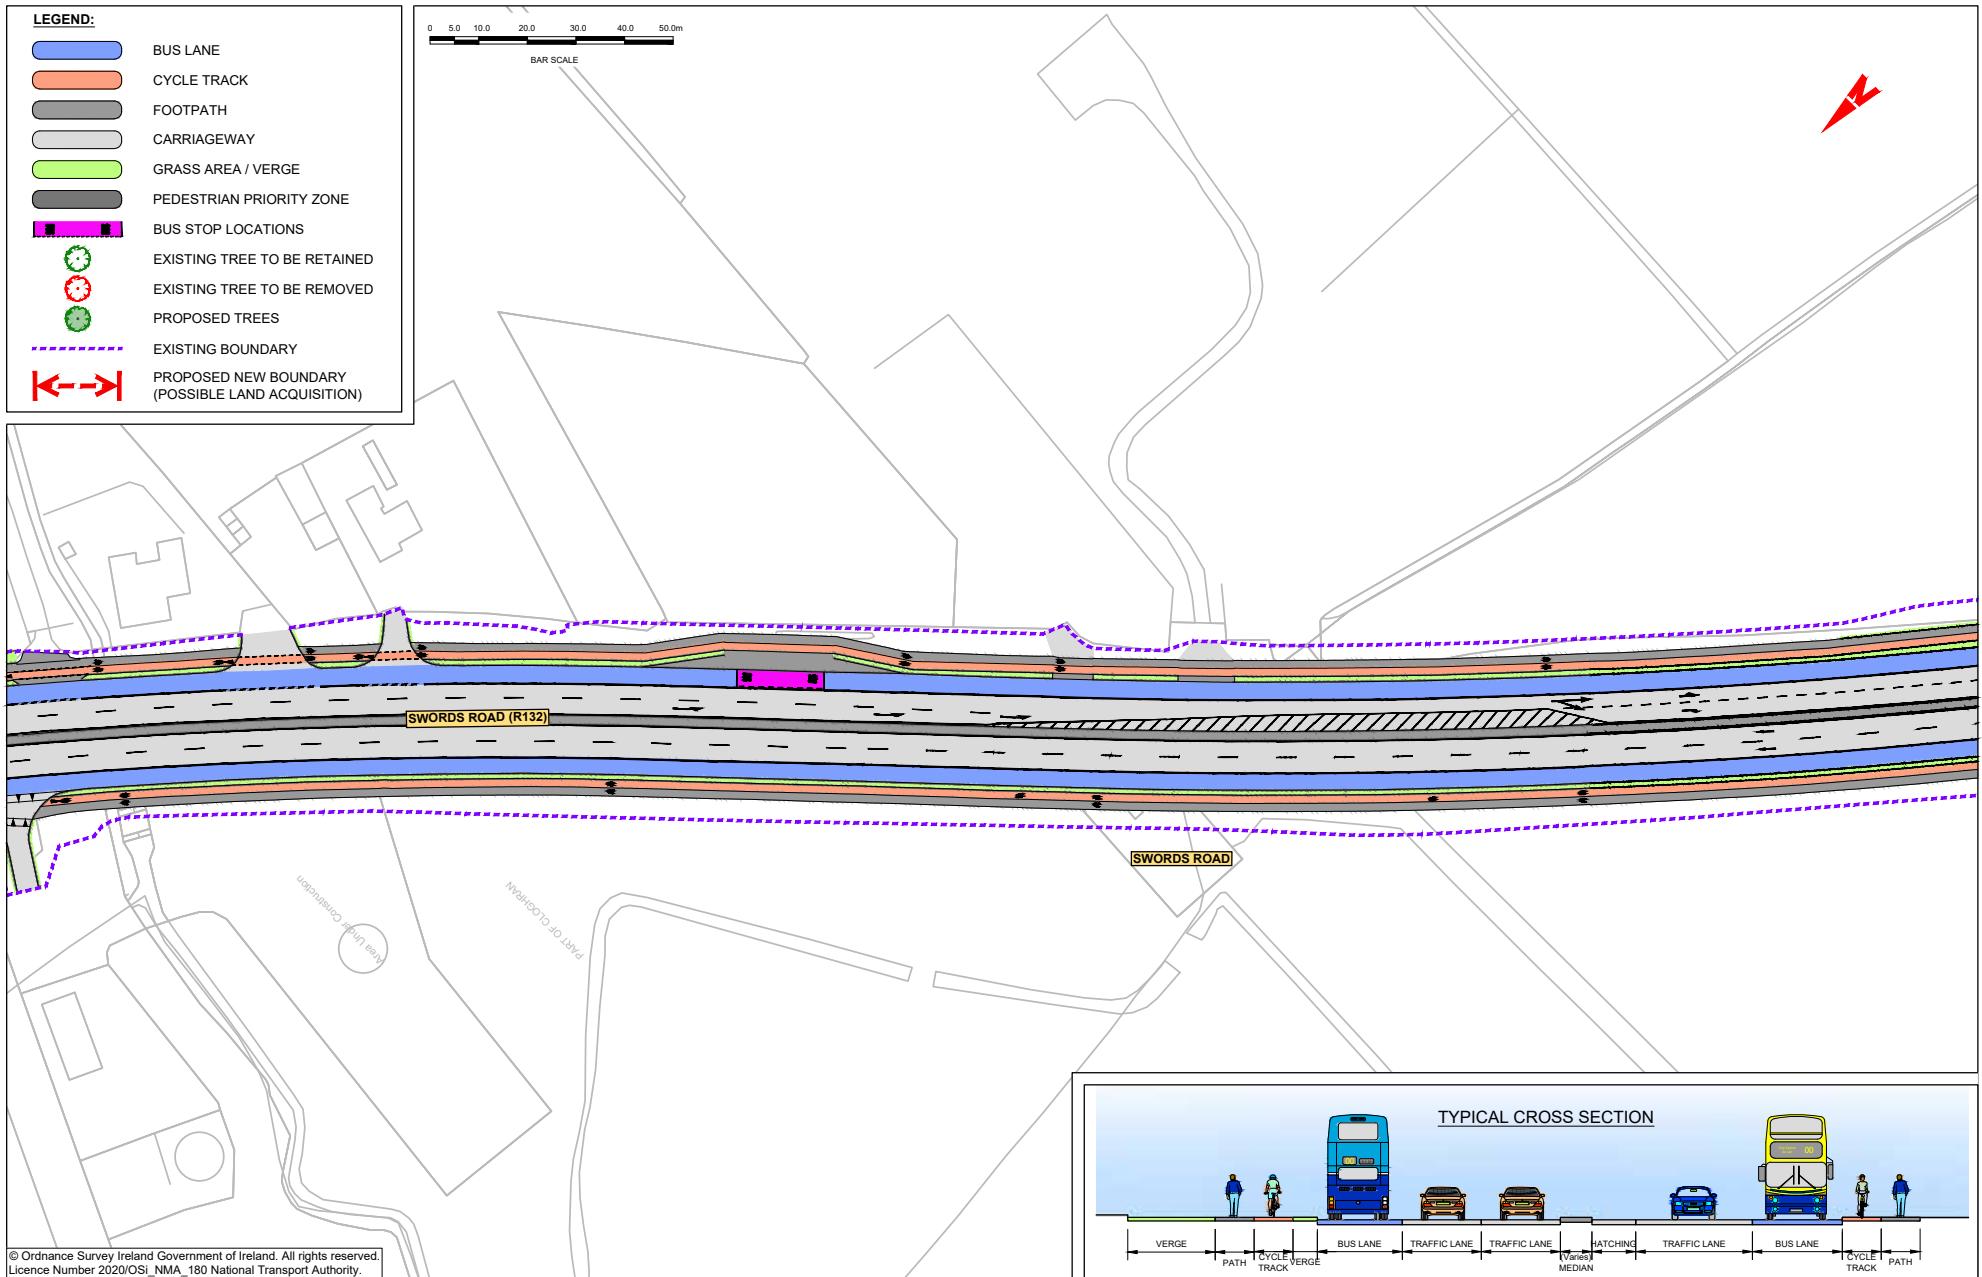 LEGEND:
BUS LANE
CYCLE TRACK
FOOTPATH
CARRIAGEWAY
GRASS AREA / VERGE
PEDESTRIAN PRIORITY ZONE
BUS STOP LOCATIONS
EXISTING TREE TO BE RETAINED
EXISTING TREE TO BE REMOVED
PROPOSED TREES
EXISTING BOUNDARY
PROPOSED NEW BOUNDARY
(POSSIBLE LAND ACQUISITION)
0 5.0 10.0 20.0 30.0 40.0 50.0m
BAR SCALE
N
SWORDS ROAD (R132)
SWORDS ROAD
Area Under Construction
PART OF CLOGHRAN
TYPICAL CROSS SECTION
00
00
VERGE
PATH
CYCLE
TRACK
VERGE
BUS LANE
TRAFFIC LANE
TRAFFIC LANE
(Varies)
MEDIAN
HATCHING
TRAFFIC LANE
BUS LANE
CYCLE
TRACK
PATH
© Ordnance Survey Ireland Government of Ireland. All rights reserved.
Licence Number 2020/OSi_NMA_180 National Transport Authority.